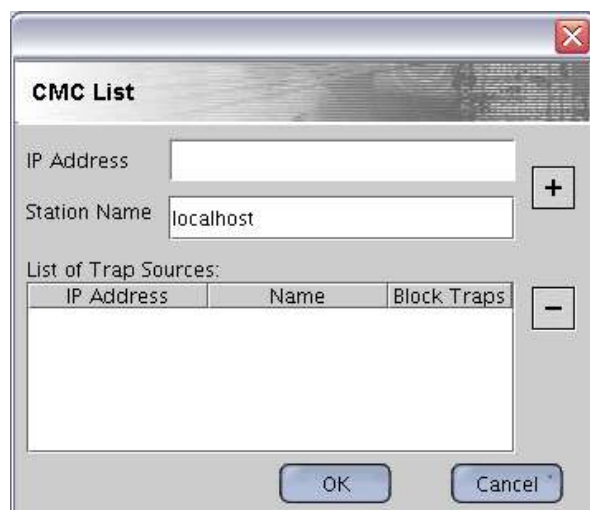 CMC List
IP Address
+
Station Name localhost
List of Trap Sources:
IP Address Name Block Traps
−
OK Cancel